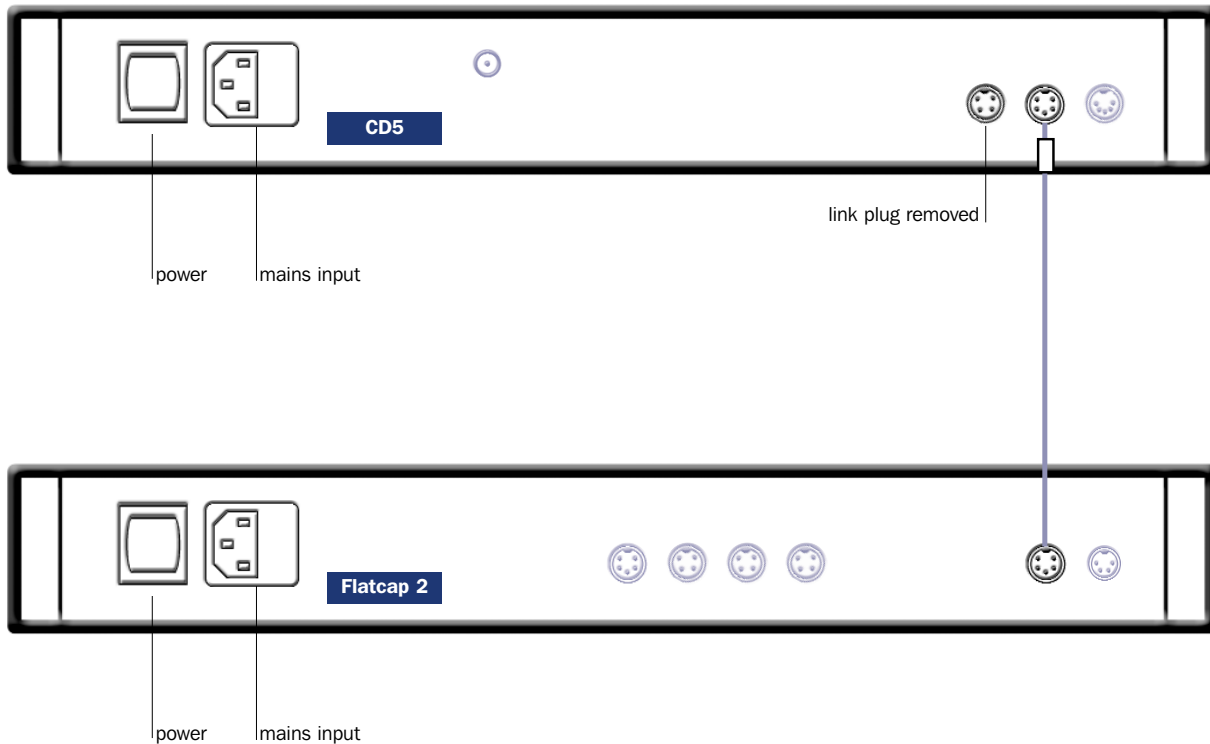 CD5
link plug removed
power
mains input
Flatcap 2
power
mains input